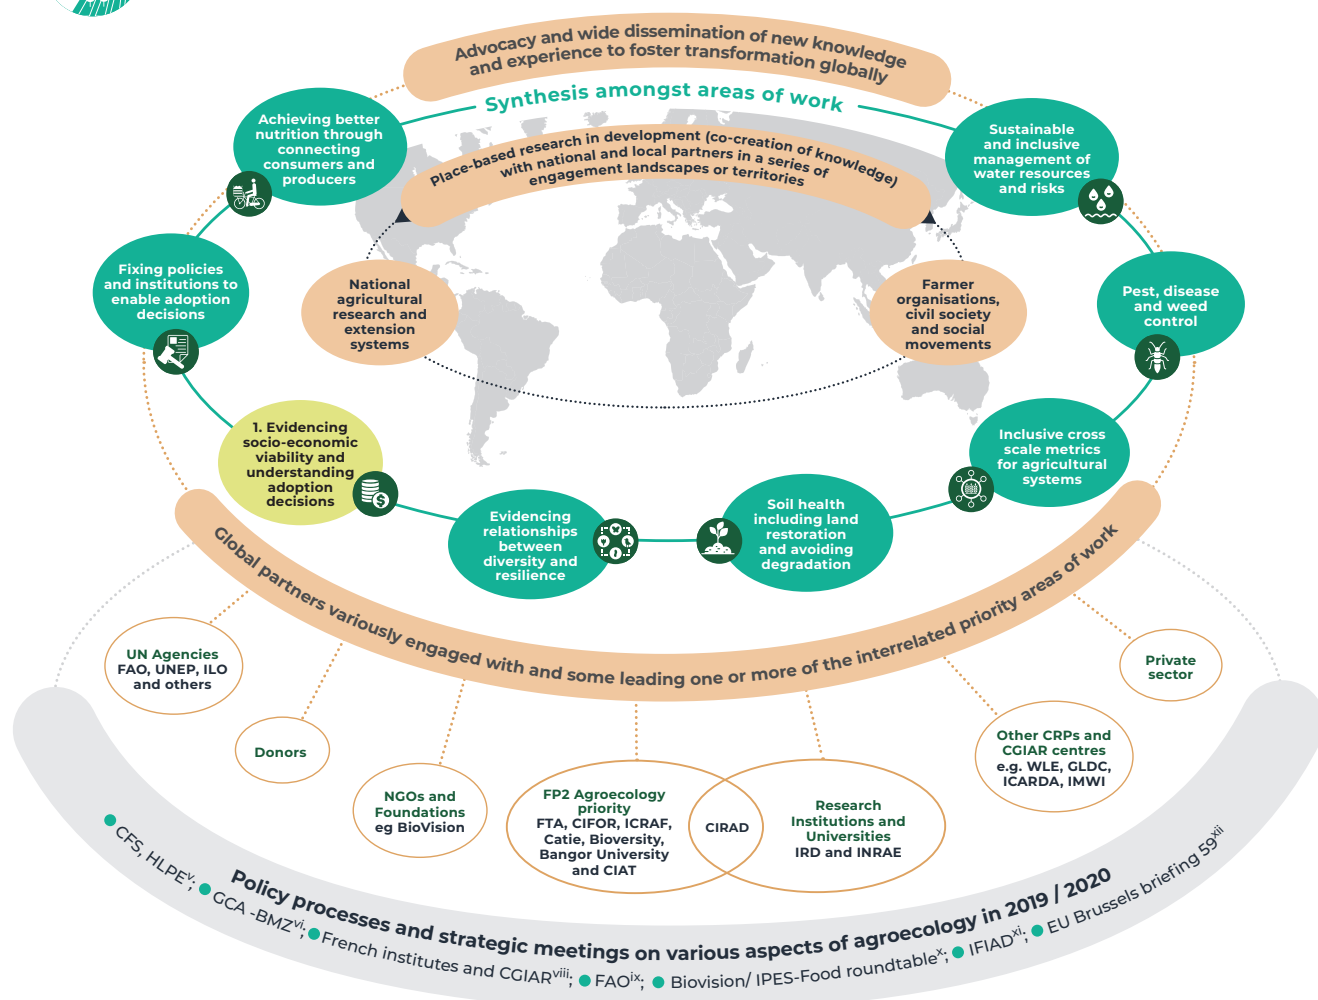 Advocacy and wide dissemination of new knowledge
and experience to foster transformation globally
Synthesis amongst areas of work
Place-based research in development (co-creation of knowledge)
with national and local partners in a series of
engagement landscapes or territories
Achieving better
nutrition through
connecting
consumers and
producers
Sustainable
and inclusive
management of
water resources
and risks
Fixing policies
and institutions to
enable adoption
decisions
National
agricultural
research and
extension
systems
Farmer
organisations,
civil society
and social
movements
Pest, disease
and weed
control
1. Evidencing
socio-economic
viability and
understanding
adoption
decisions
$
Evidencing
relationships
between
diversity and
resilience
Soil health
including land
restoration
and avoiding
degradation
Inclusive cross
scale metrics
for agricultural
systems
Global partners variously engaged with and some leading one or more of the interrelated priority areas of work
UN Agencies
FAO, UNEP, ILO
and others
Donors
NGOs and
Foundations
eg BioVision
FP2 Agroecology
priority
FTA, CIFOR, ICRAF,
Catie, Bioversity,
Bangor University
and CIAT
CIRAD
Research
Institutions and
Universities
IRD and INRAE
Other CRPs and
CGIAR centres
e.g. WLE, GLDC,
ICARDA, IMWI
Private
sector
Policy processes and strategic meetings on various aspects of agroecology in 2019 / 2020
● CFS, HLPEᵛ; ● GCA -BMZᵛⁱ; ● French institutes and CGIARᵛⁱⁱⁱ; ● FAOⁱˣ; ● Biovision/ IPES-Food roundtableˣ; ● IFIADˣⁱ; ● EU Brussels briefing 59ˣⁱⁱ